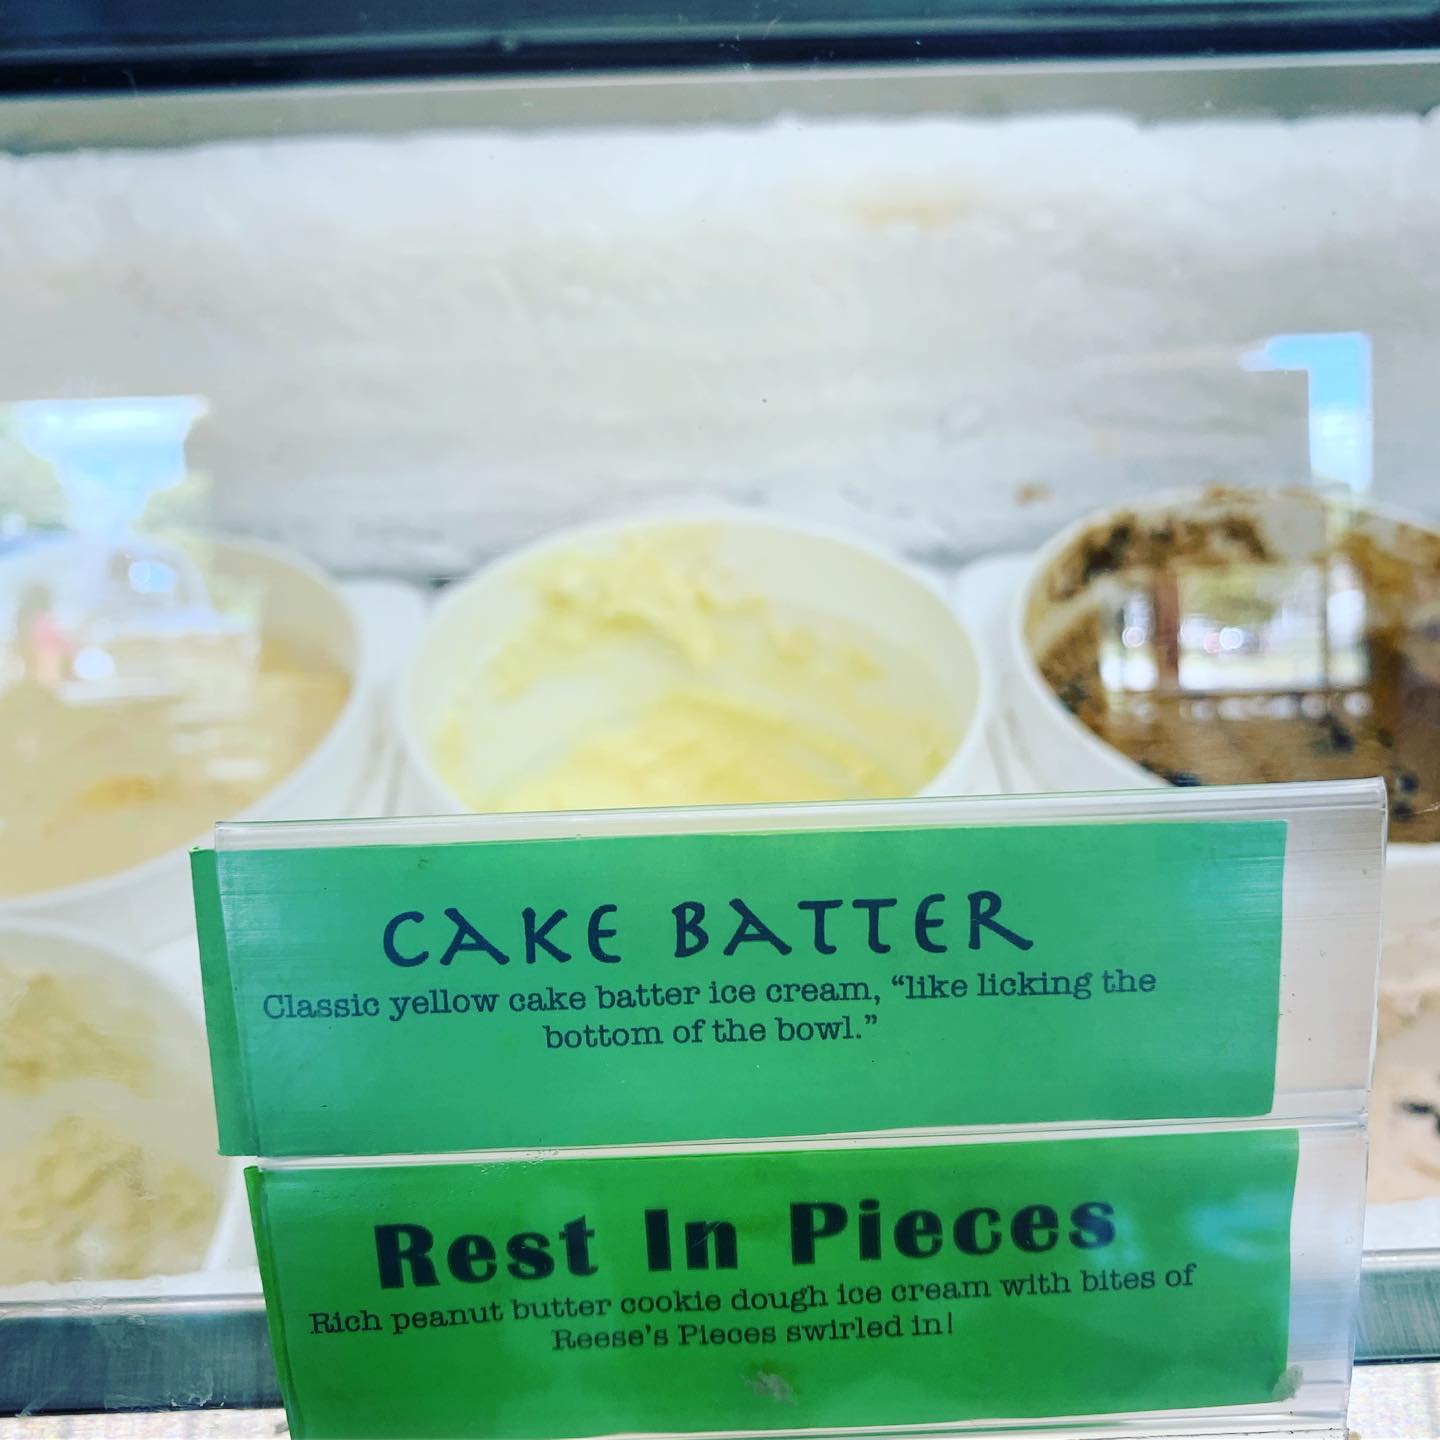 CAKE BATTER
Classic yellow cake batter ice cream, “like licking the
bottom of the bowl.”
Rest In Pieces
Rich peanut butter cookie dough ice cream with bites of
Reese's Pieces swirled in!